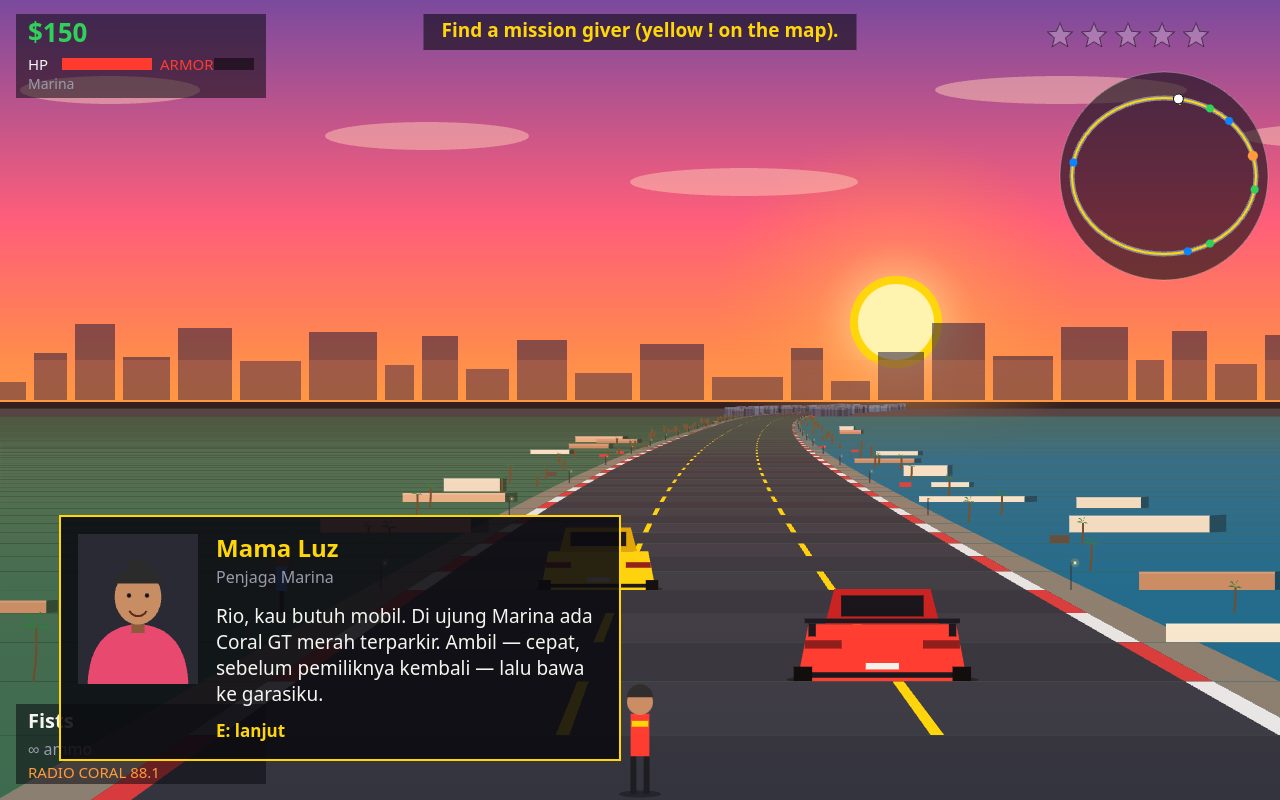 $150
HP
ARMOR
Marina
Find a mission giver (yellow ! on the map).
Mama Luz
Penjaga Marina
Rio, kau butuh mobil. Di ujung Marina ada
Coral GT merah terparkir. Ambil — cepat,
sebelum pemiliknya kembali — lalu bawa
ke garasiku.
E: lanjut
Fists
∞ ammo
RADIO CORAL 88.1